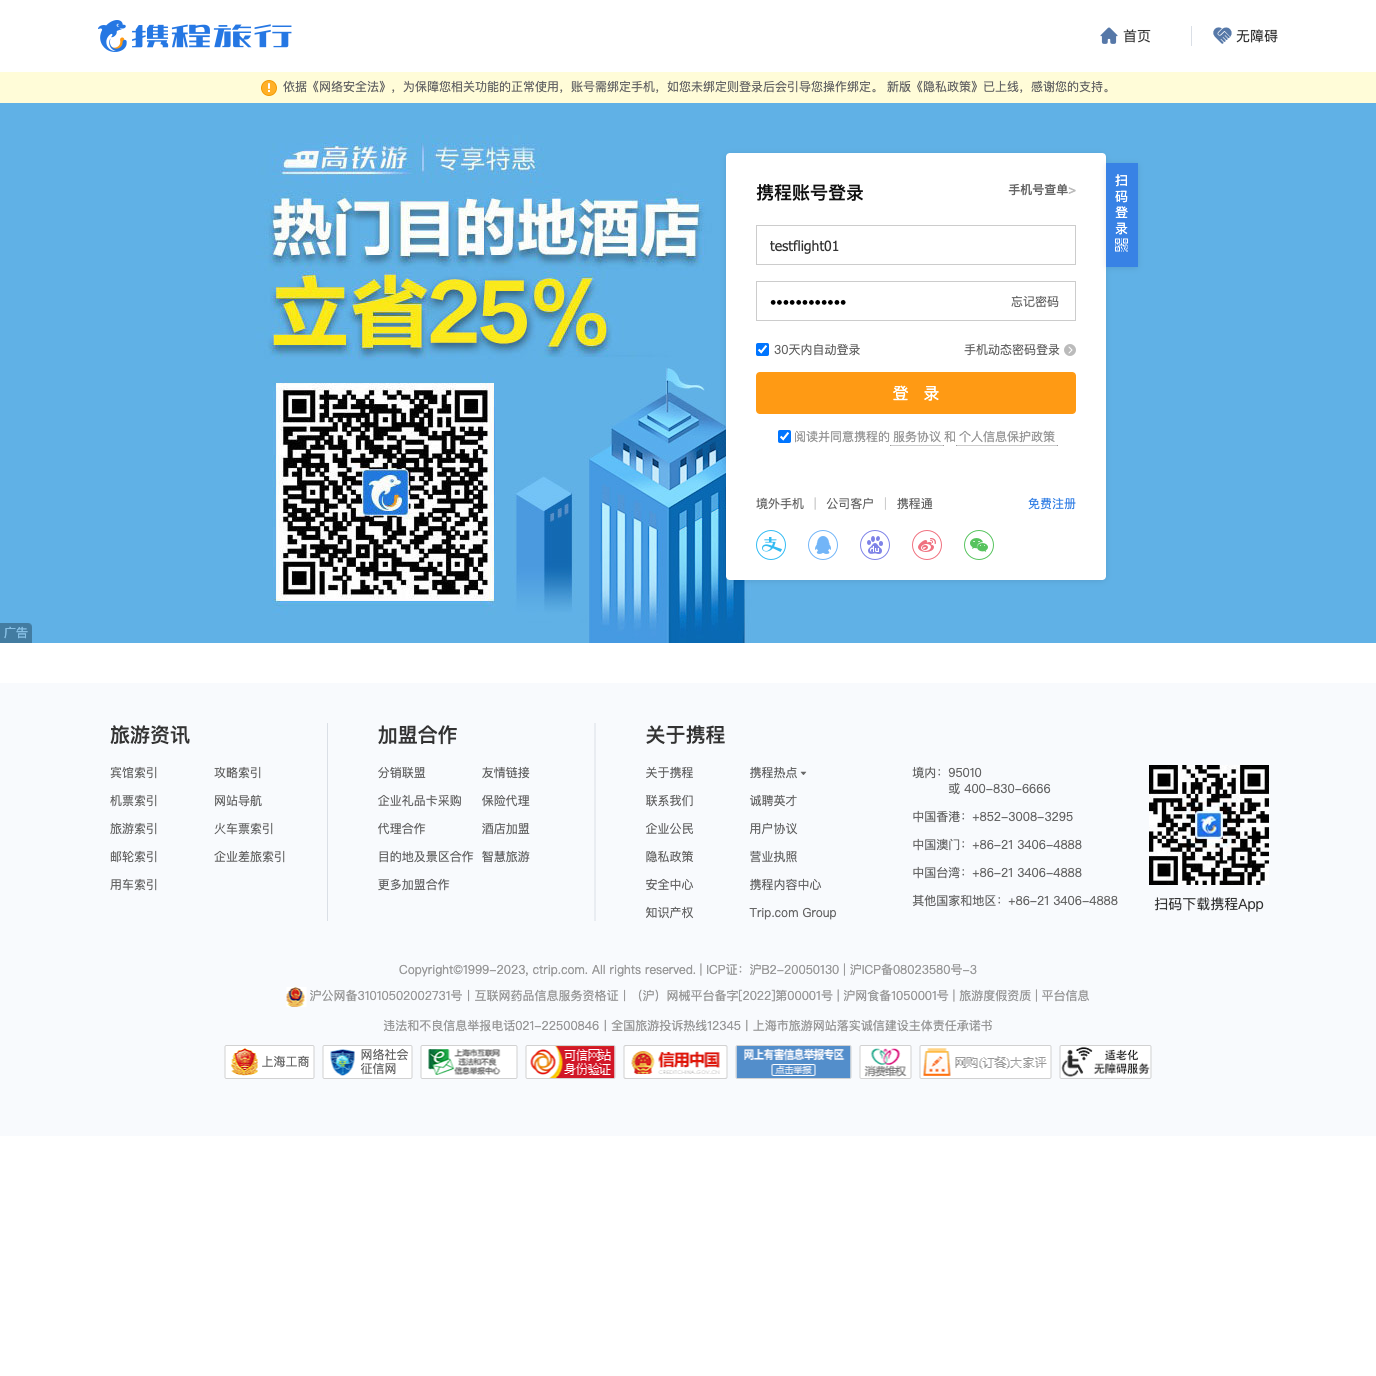 携程旅行
首页
无障碍
依据《网络安全法》，为保障您相关功能的正常使用，账号需绑定手机，如您未绑定则登录后会引导您操作绑定。 新版《隐私政策》已上线，感谢您的支持。
高铁游 | 专享特惠
热门目的地酒店
立省25%
广告
携程账号登录
手机号查单>
扫码登录
testflight01
••••••••••••
忘记密码
30天内自动登录
手机动态密码登录
登 录
阅读并同意携程的 服务协议 和 个人信息保护政策
境外手机 | 公司客户 | 携程通
免费注册
旅游资讯
宾馆索引 攻略索引
机票索引 网站导航
旅游索引 火车票索引
邮轮索引 企业差旅索引
用车索引
加盟合作
分销联盟 友情链接
企业礼品卡采购 保险代理
代理合作 酒店加盟
目的地及景区合作 智慧旅游
更多加盟合作
关于携程
关于携程 携程热点
联系我们 诚聘英才
企业公民 用户协议
隐私政策 营业执照
安全中心 携程内容中心
知识产权 Trip.com Group
境内：95010
或 400-830-6666
中国香港：+852-3008-3295
中国澳门：+86-21 3406-4888
中国台湾：+86-21 3406-4888
其他国家和地区：+86-21 3406-4888
扫码下载携程App
Copyright©1999-2023, ctrip.com. All rights reserved. | ICP证：沪B2-20050130 | 沪ICP备08023580号-3
沪公网备31010502002731号 | 互联网药品信息服务资格证 | （沪）网械平台备字[2022]第00001号 | 沪网食备1050001号 | 旅游度假资质 | 平台信息
违法和不良信息举报电话021-22500846 | 全国旅游投诉热线12345 | 上海市旅游网站落实诚信建设主体责任承诺书
上海工商
网络社会
征信网
上海市互联网
违法和不良
信息举报中心
可信网站
身份验证
信用中国
网上有害信息举报专区
点击举报
消费维权
网购(订餐)大家评
适老化
无障碍服务